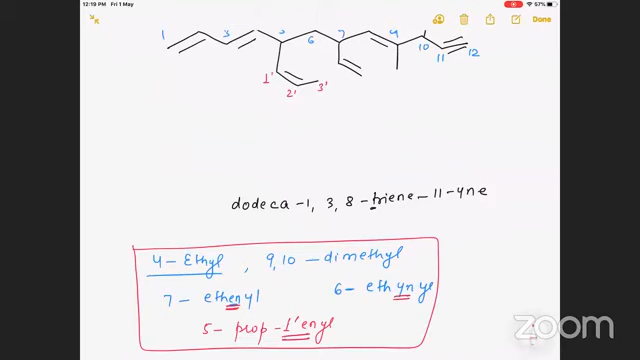 12:19 PM Fri 1 May
57%
Done
1 3 5 7 9
6 10
11 12
1' 2' 3'
dodeca - 1, 3, 8 - triene - 11 - yne
4 - Ethyl , 9, 10 - dimethyl
7 - ethenyl 6 - ethynyl
5 - prop - 1' enyl
zoom